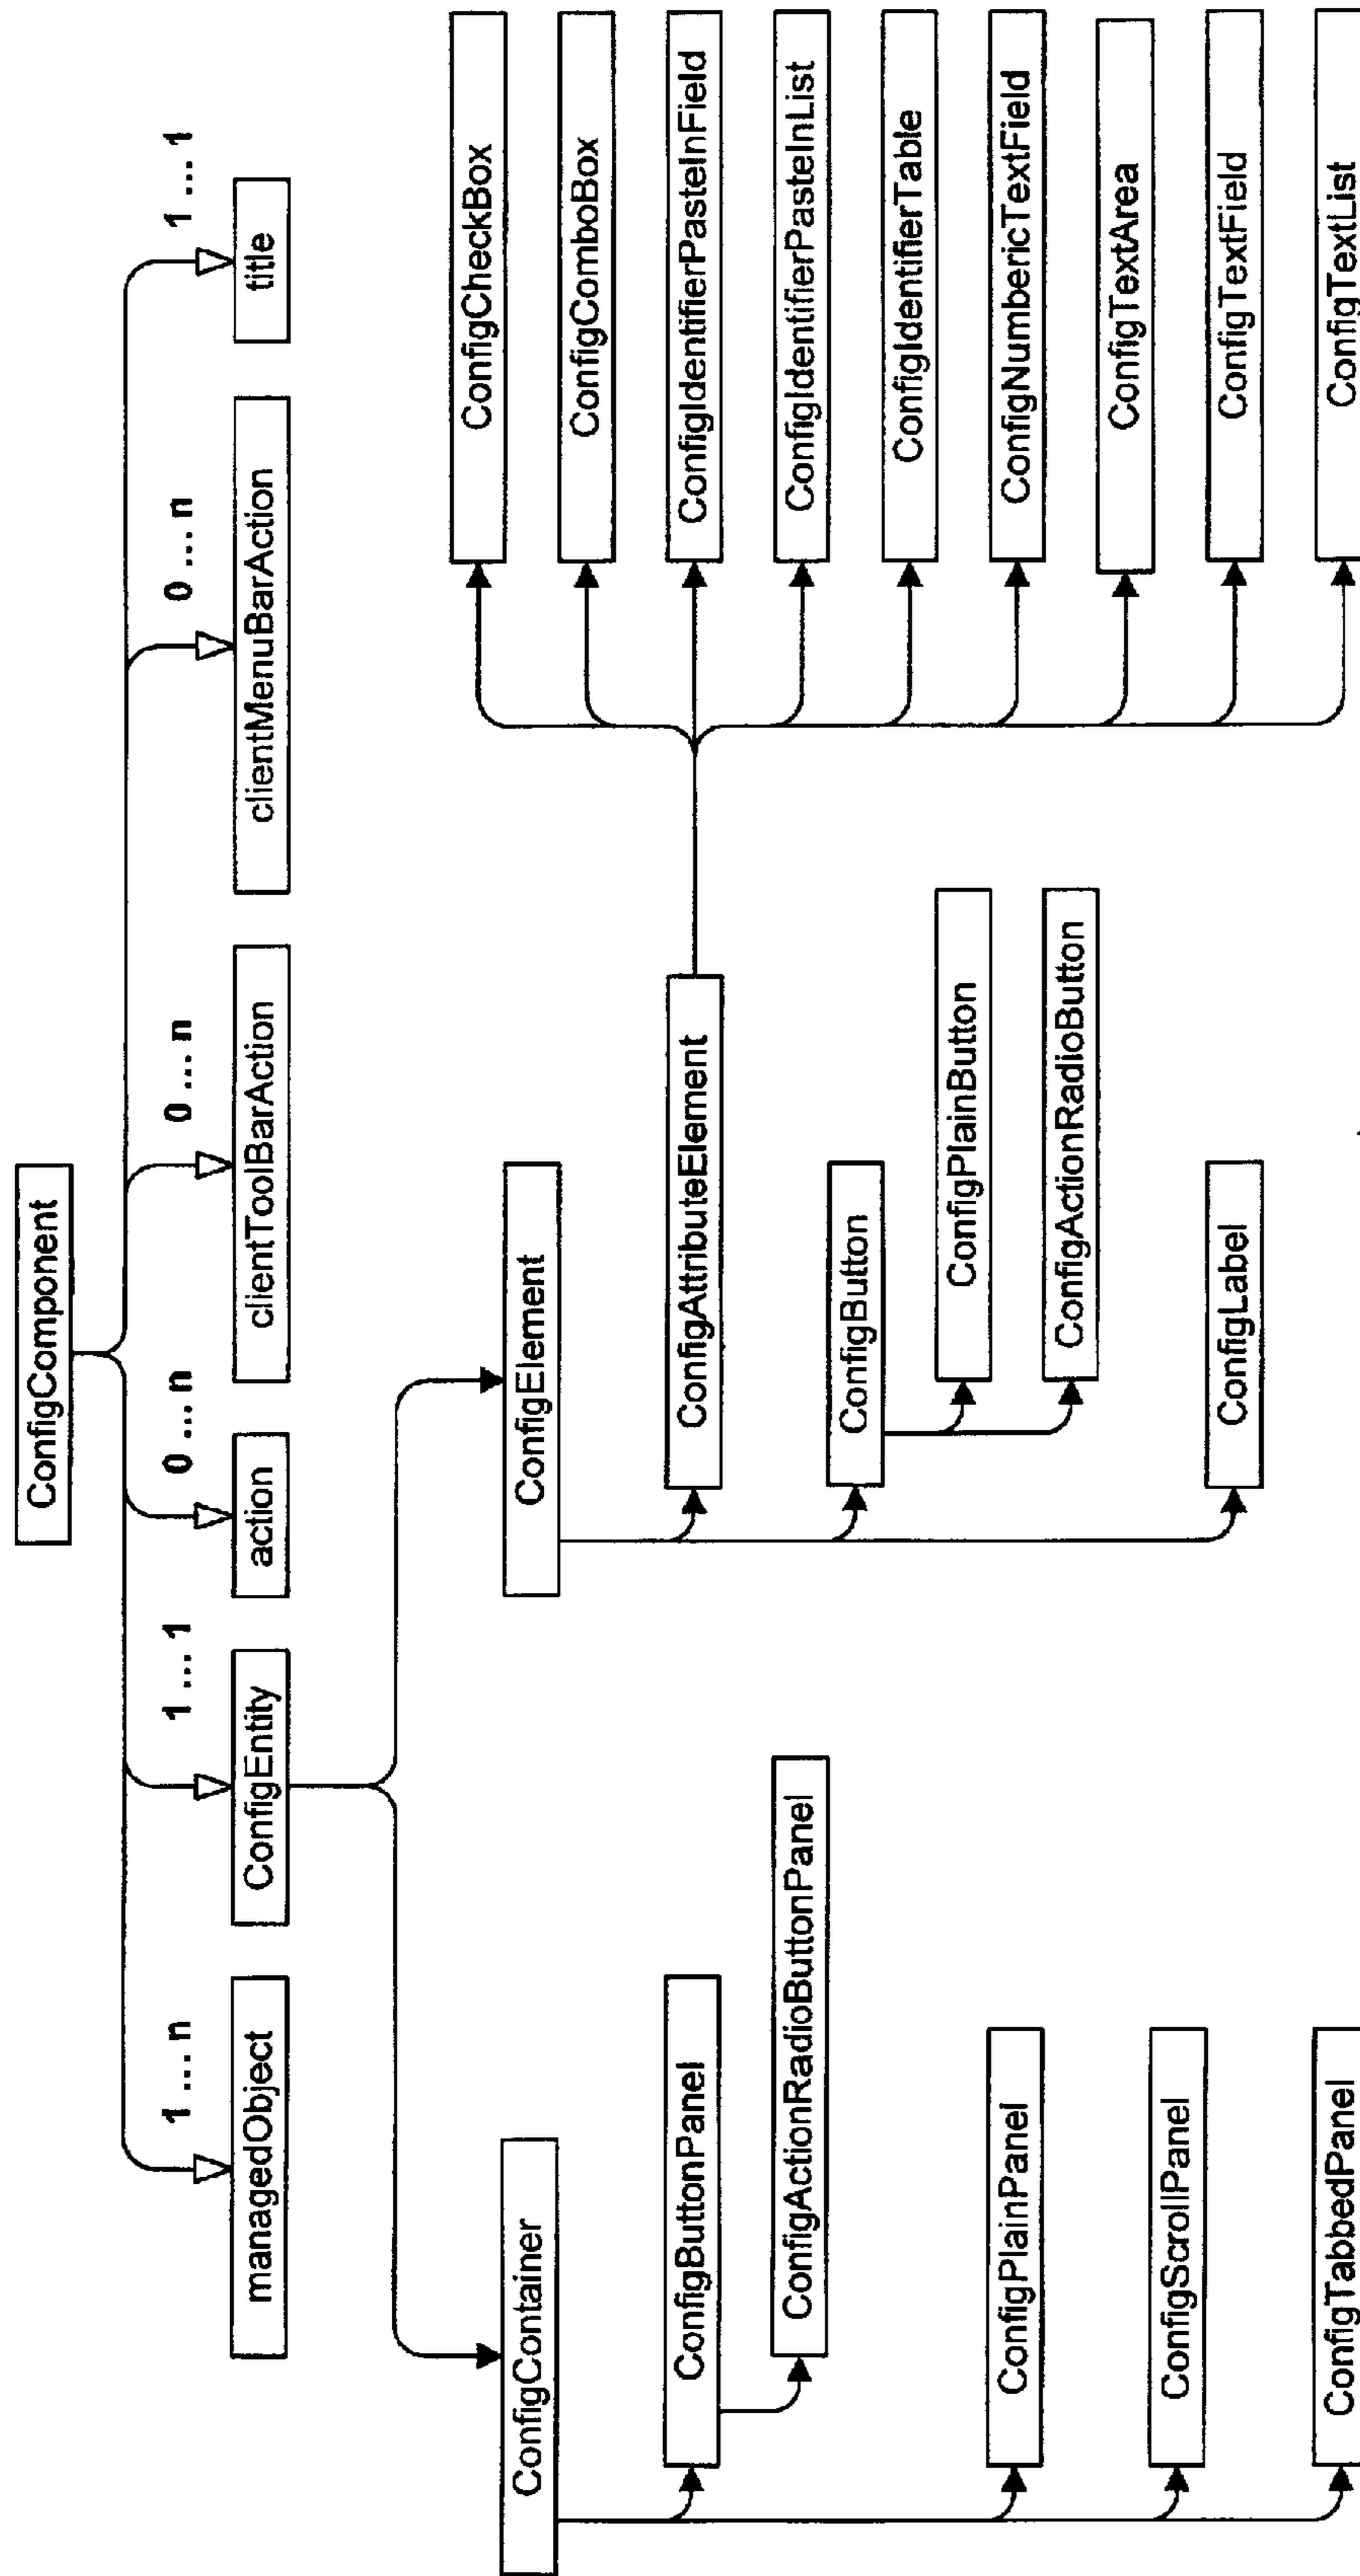 ConfigComponent
1 ... n
1 ... 1
0 ... n
0 ... n
0 ... n
1 ... 1
managedObject
ConfigEntity
action
clientToolBarAction
clientMenuBarAction
title
ConfigContainer
ConfigElement
ConfigCheckBox
ConfigComboBox
ConfigButtonPanel
ConfigAttributeElement
ConfigIdentifierPasteInField
ConfigActionRadioButtonPanel
ConfigIdentifierPasteInList
ConfigButton
ConfigIdentifierTable
ConfigPlainButton
ConfigPlainPanel
ConfigNumbericTextField
ConfigActionRadioButton
ConfigTextArea
ConfigScrollPanel
ConfigLabel
ConfigTextField
ConfigTabbedPanel
ConfigTextList